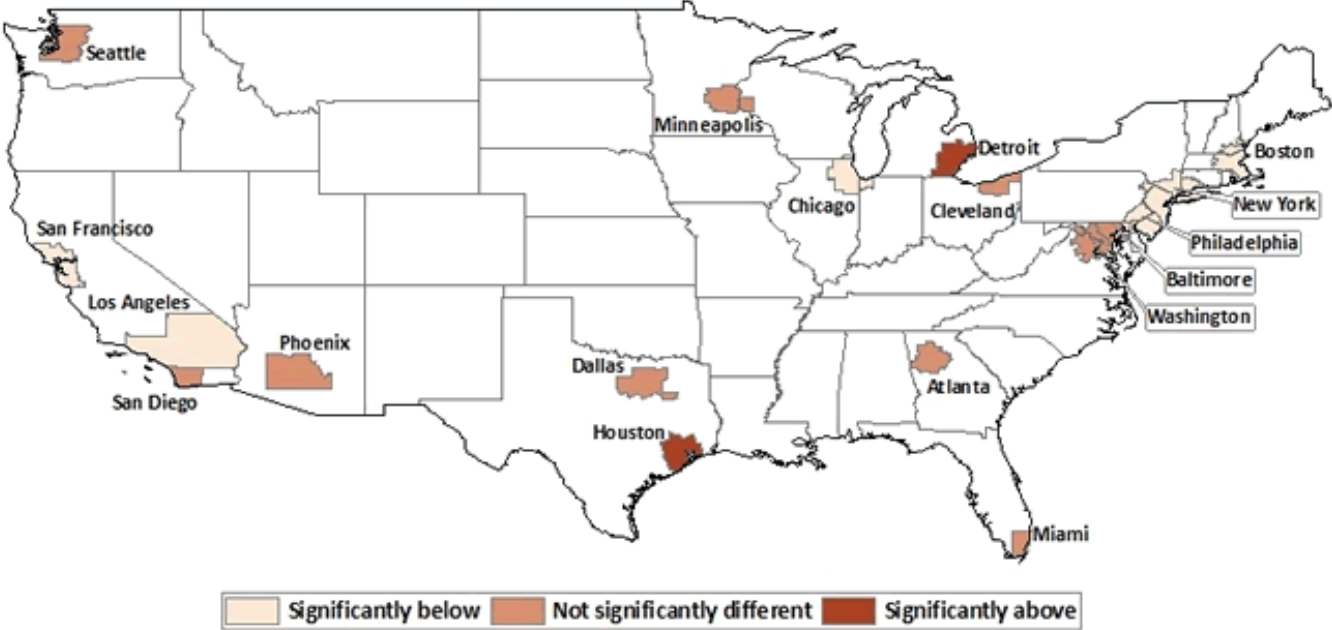 Seattle
Minneapolis
Detroit
Boston
Chicago
Cleveland
New York
San Francisco
Philadelphia
Baltimore
Los Angeles
Washington
Phoenix
Dallas
Atlanta
San Diego
Houston
Miami
Significantly below
Not significantly different
Significantly above